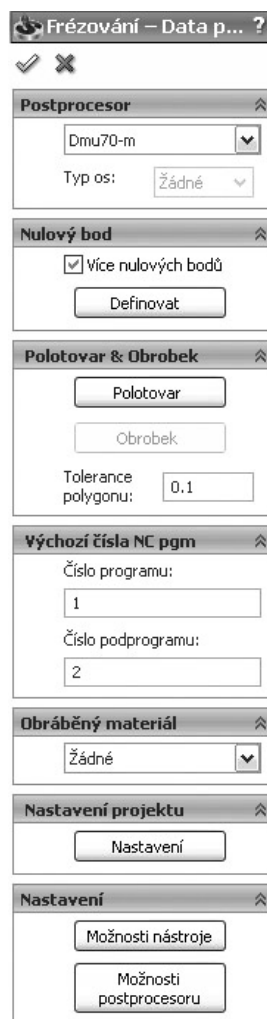 Frézování – Data p... ?
Postprocesor
Dmu70-m
Typ os: Žádné
Nulový bod
Více nulových bodů
Definovat
Polotovar & Obrobek
Polotovar
Obrobek
Tolerance
polygonu: 0.1
Výchozí čísla NC pgm
Číslo programu:
1
Číslo podprogramu:
2
Obráběný materiál
Žádné
Nastavení projektu
Nastavení
Nastavení
Možnosti nástroje
Možnosti
postprocesoru